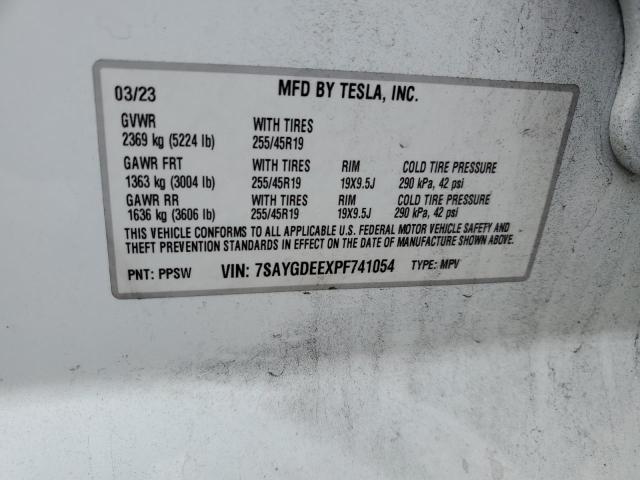 03/23 MFD BY TESLA, INC.
GVWR WITH TIRES
2369 kg (5224 lb) 255/45R19
GAWR FRT WITH TIRES RIM COLD TIRE PRESSURE
1363 kg (3004 lb) 255/45R19 19X9.5J 290 kPa, 42 psi
GAWR RR WITH TIRES RIM COLD TIRE PRESSURE
1636 kg (3606 lb) 255/45R19 19X9.5J 290 kPa, 42 psi
THIS VEHICLE CONFORMS TO ALL APPLICABLE U.S. FEDERAL MOTOR VEHICLE SAFETY AND
THEFT PREVENTION STANDARDS IN EFFECT ON THE DATE OF MANUFACTURE SHOWN ABOVE.
PNT: PPSW VIN: 7SAYGDEEXPF741054 TYPE: MPV